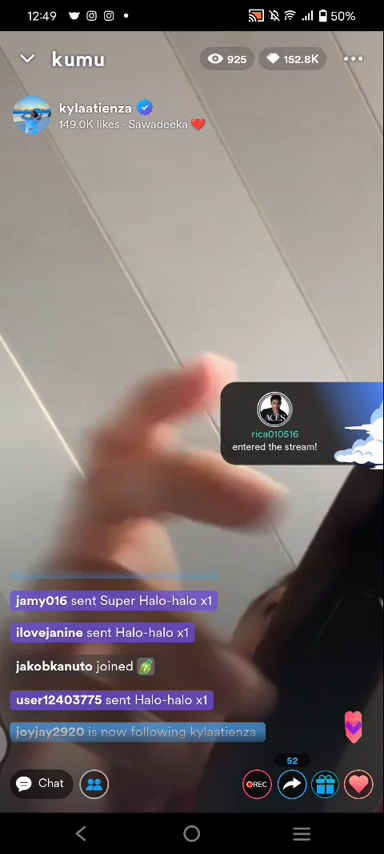 12:49
50%
kumu
925
152.8K
kylaatienza
149.0K likes · Sawadeeka ❤️
ACES
rica010516
entered the stream!
jamy016 sent Super Halo-halo x1
ilovejanine sent Halo-halo x1
jakobkanuto joined
user12403775 sent Halo-halo x1
joyjay2920 is now following kylaatienza
52
Chat
REC